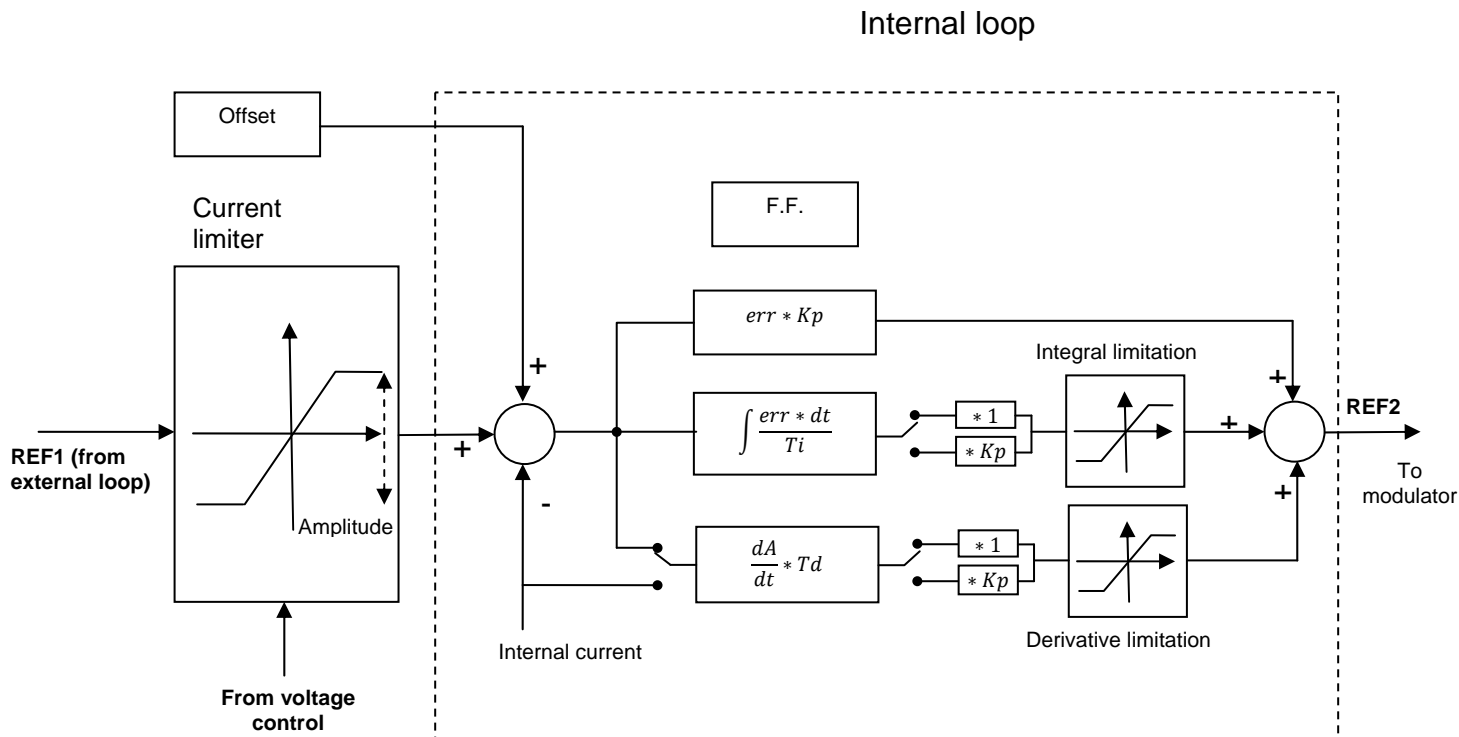 Internal loop
Offset
F.F.
Current
limiter
𝑒𝑟𝑟 ∗ 𝐾𝑝
Integral limitation
+
+
REF1 (from
external loop)
+
∫ 𝑒𝑟𝑟 ∗ 𝑑𝑡 / 𝑇𝑖
∗ 1
∗ 𝐾𝑝
+
REF2
To
modulator
Amplitude
-
+
𝑑𝐴 / 𝑑𝑡 ∗ 𝑇𝑑
∗ 1
∗ 𝐾𝑝
Internal current
Derivative limitation
From voltage
control